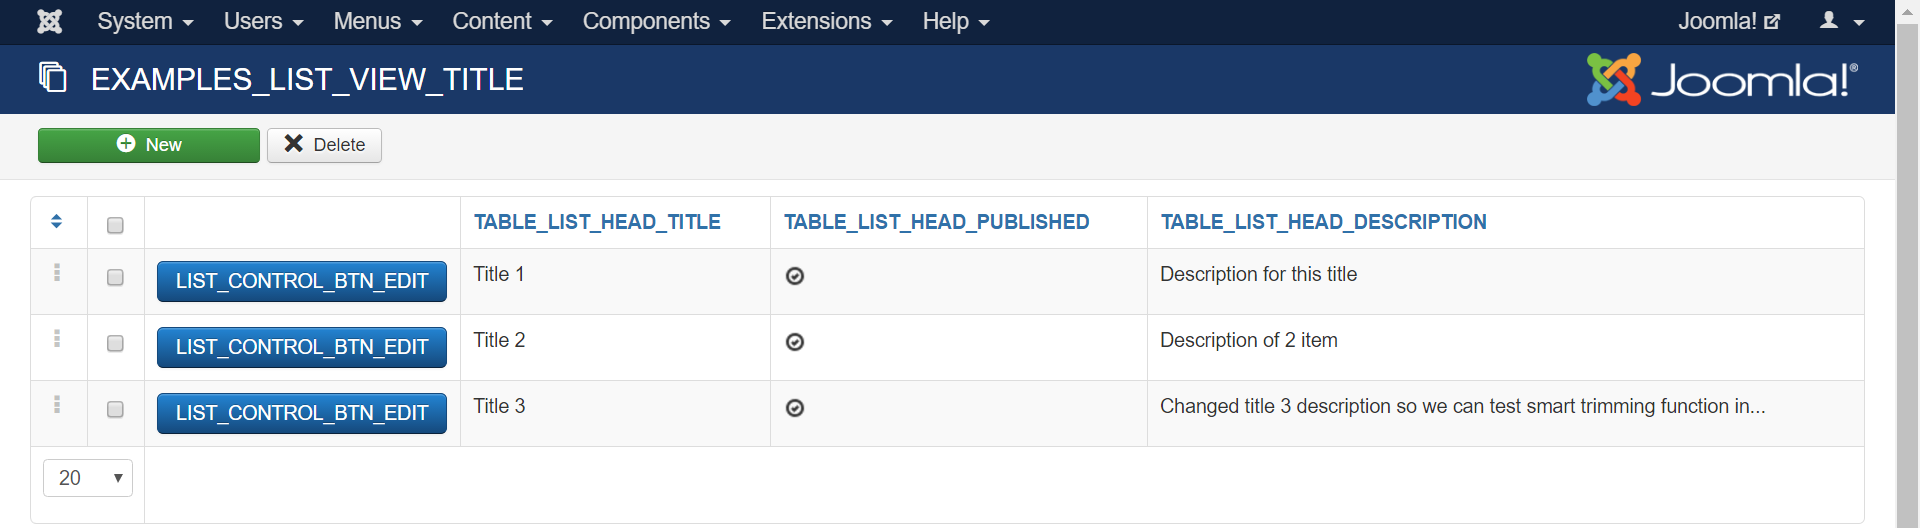 System Users Menus Content Components Extensions Help Joomla!
EXAMPLES_LIST_VIEW_TITLE Joomla!®
New Delete
TABLE_LIST_HEAD_TITLE TABLE_LIST_HEAD_PUBLISHED TABLE_LIST_HEAD_DESCRIPTION
LIST_CONTROL_BTN_EDIT Title 1 Description for this title
LIST_CONTROL_BTN_EDIT Title 2 Description of 2 item
LIST_CONTROL_BTN_EDIT Title 3 Changed title 3 description so we can test smart trimming function in...
20